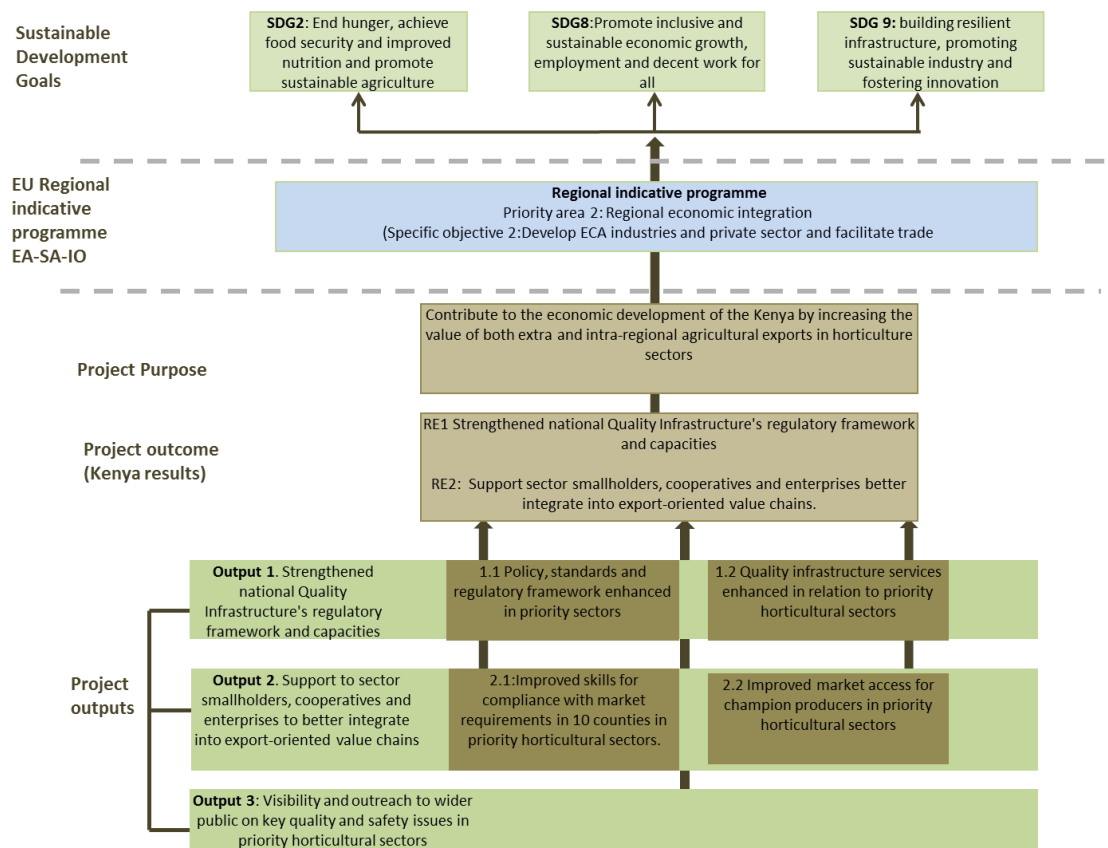 Sustainable
Development
Goals
SDG2: End hunger, achieve
food security and improved
nutrition and promote
sustainable agriculture
SDG8:Promote inclusive and
sustainable economic growth,
employment and decent work for
all
SDG 9: building resilient
infrastructure, promoting
sustainable industry and
fostering innovation
EU Regional
indicative
programme
EA-SA-IO
Regional indicative programme
Priority area 2: Regional economic integration
(Specific objective 2:Develop ECA industries and private sector and facilitate trade
Project Purpose
Contribute to the economic development of the Kenya by increasing the
value of both extra and intra-regional agricultural exports in horticulture
sectors
Project outcome
(Kenya results)
RE1 Strengthened national Quality Infrastructure's regulatory framework
and capacities
RE2: Support sector smallholders, cooperatives and enterprises better
integrate into export-oriented value chains.
Project
outputs
Output 1. Strengthened
national Quality
Infrastructure's regulatory
framework and capacities
1.1 Policy, standards and
regulatory framework enhanced
in priority sectors
1.2 Quality infrastructure services
enhanced in relation to priority
horticultural sectors
Output 2. Support to sector
smallholders, cooperatives and
enterprises to better integrate
into export-oriented value chains
2.1:Improved skills for
compliance with market
requirements in 10 counties in
priority horticultural sectors.
2.2 Improved market access for
champion producers in priority
horticultural sectors
Output 3: Visibility and outreach to wider
public on key quality and safety issues in
priority horticultural sectors